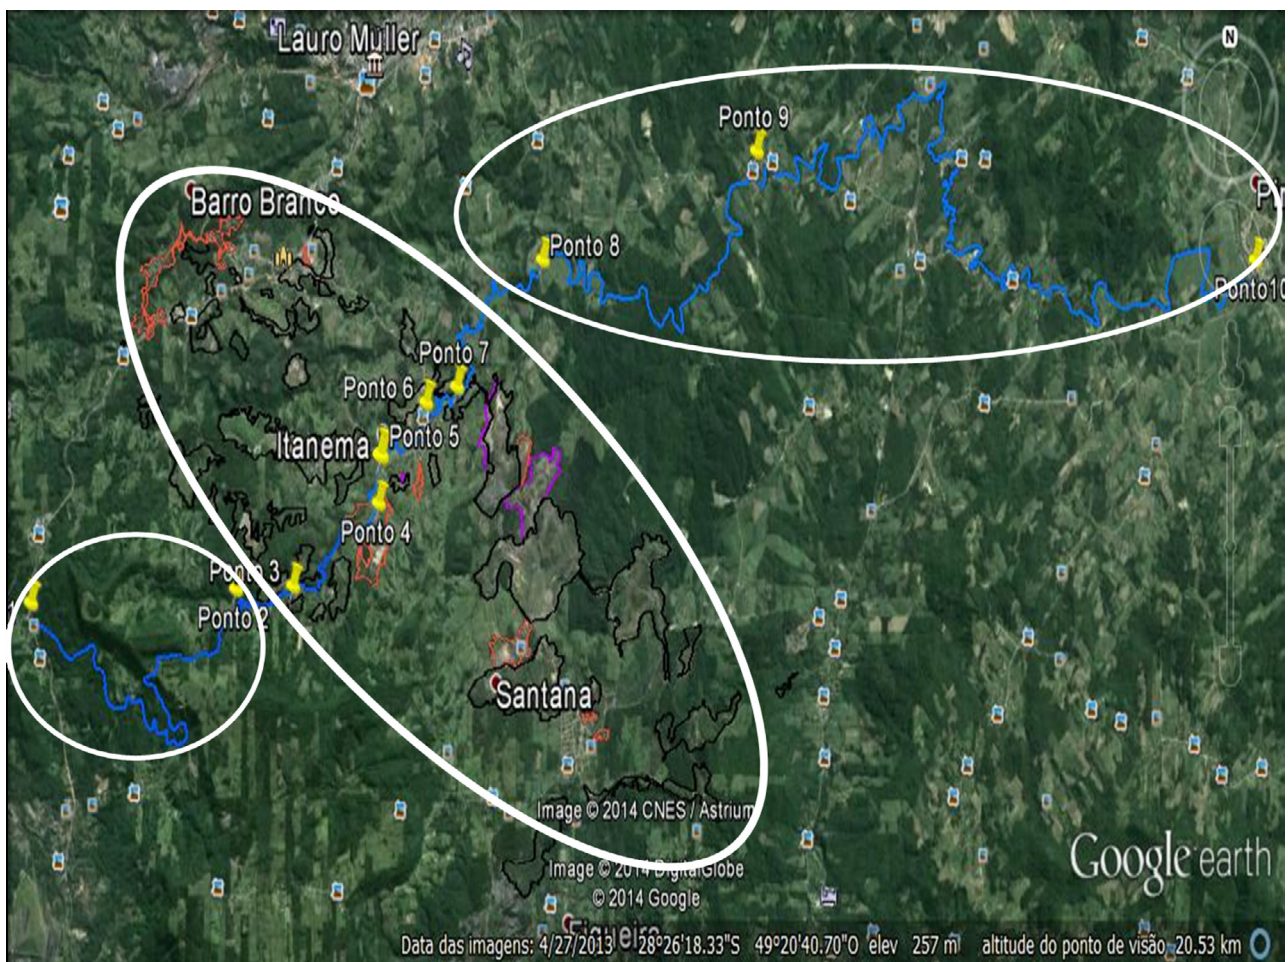 N
Lauro Muller
Ponto 9
Barro Branco
Ponto 8
Ponto10
Ponto 7
Ponto 6
Itanema
Ponto 5
Ponto 4
Ponto 3
Ponto 2
Santana
Image © 2014 CNES / Astrium
Image © 2014 DigitalGlobe
© 2014 Google
Google earth
Figueira
Data das imagens: 4/27/2013 28°26'18.33"S 49°20'40.70"O elev 257 m altitude do ponto de visão 20.53 km